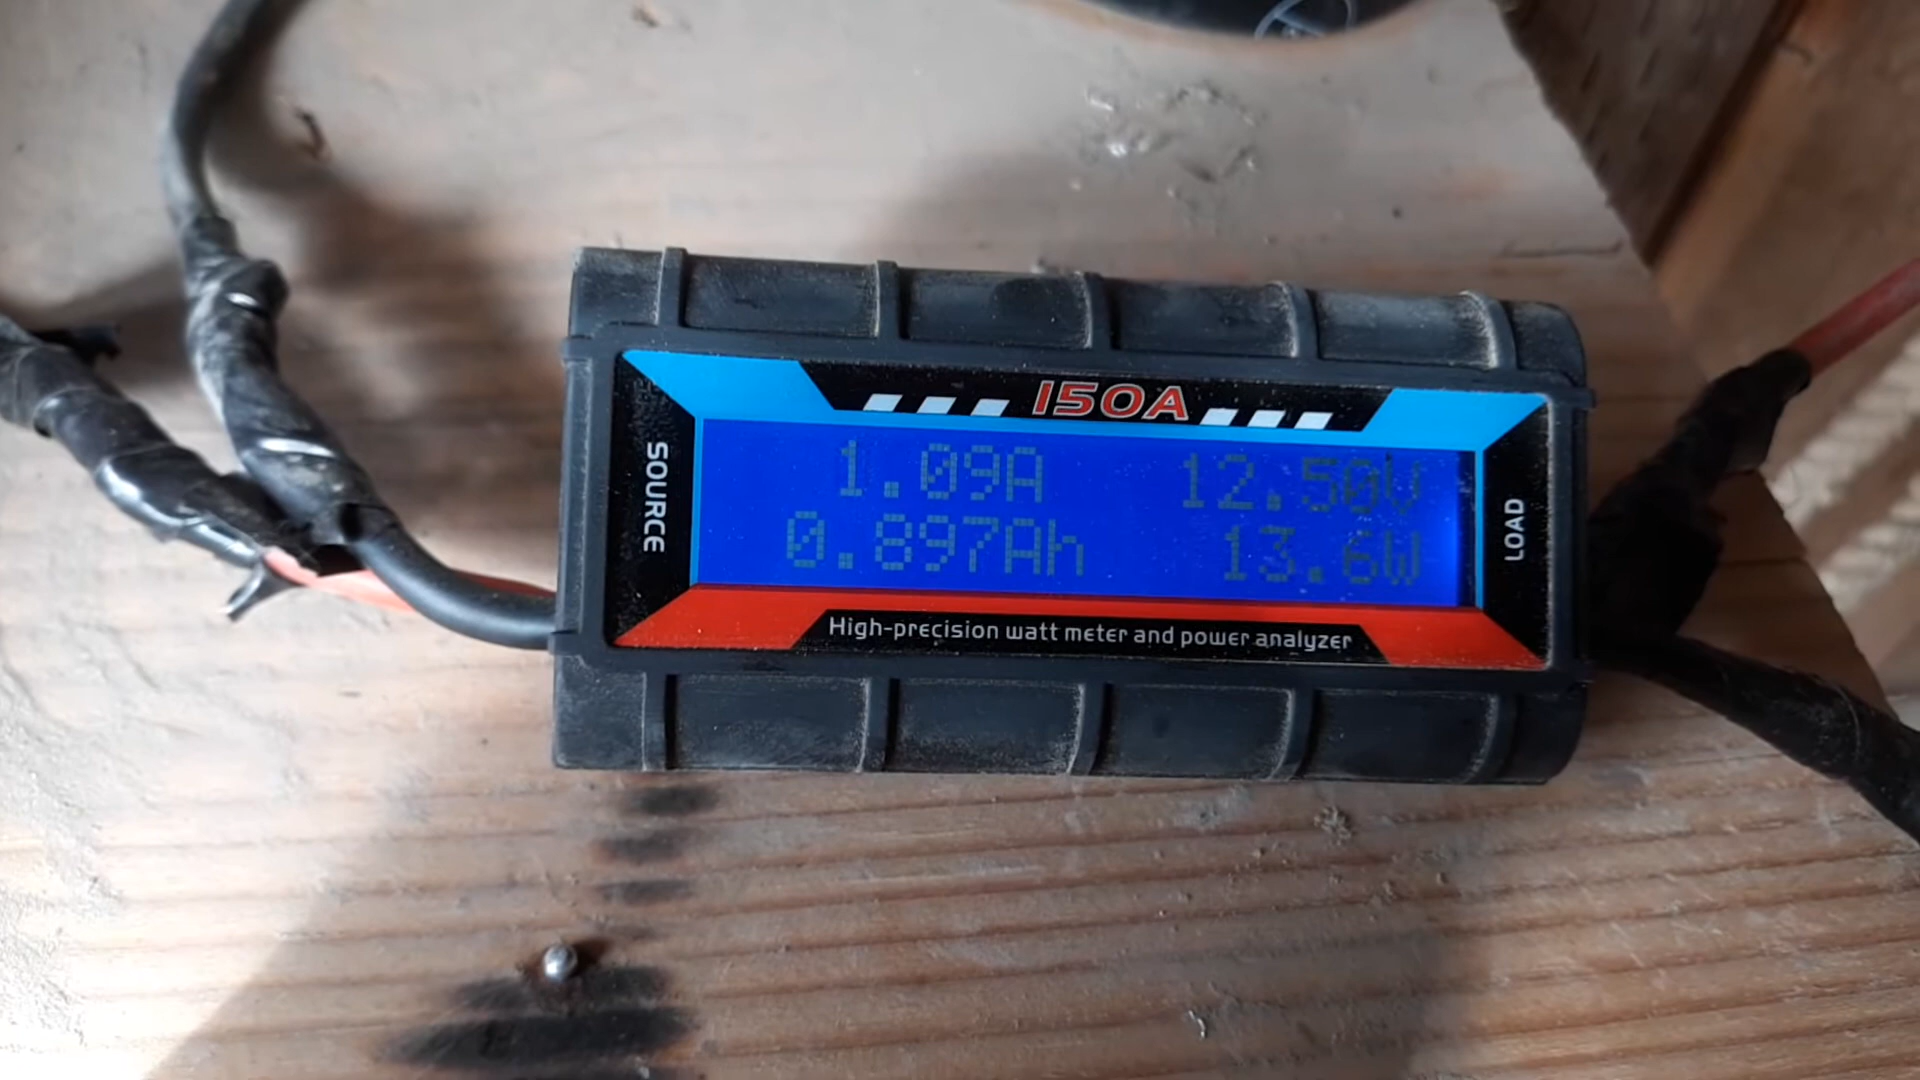 150A
SOURCE
1.09A 12.50V
0.897Ah 13.6W
LOAD
High-precision watt meter and power analyzer